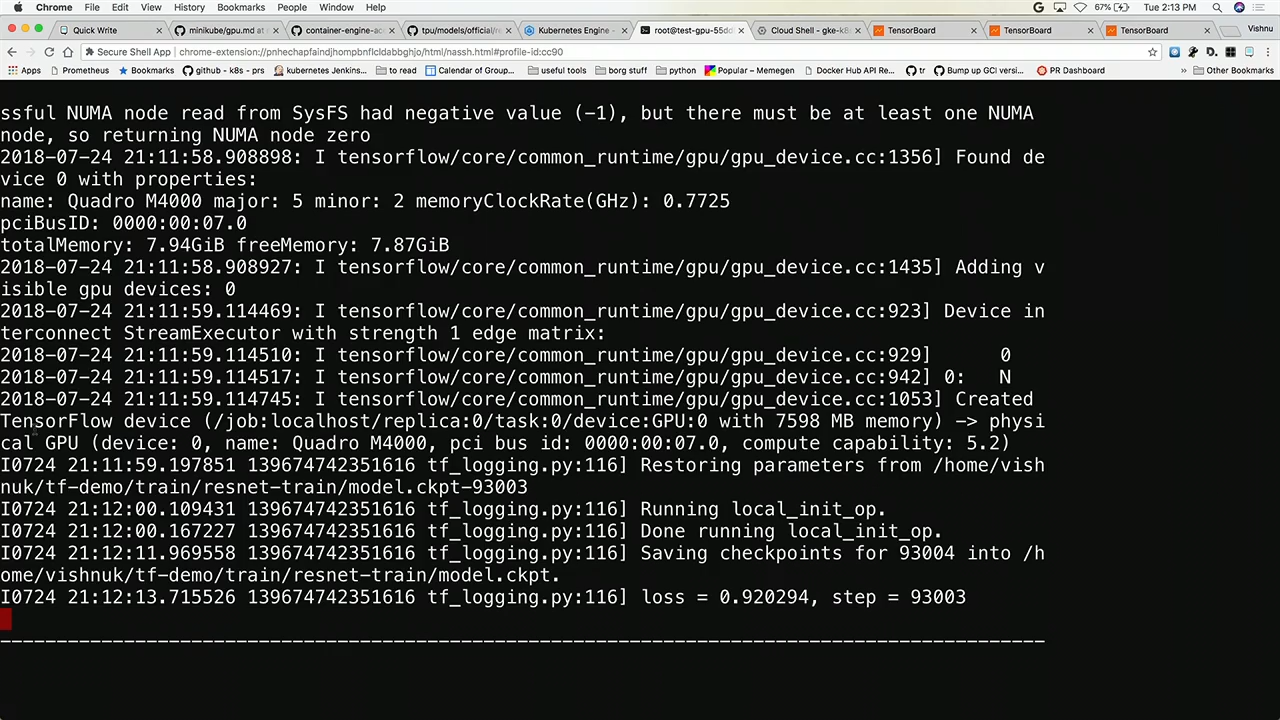 Chrome File Edit View History Bookmarks People Window Help 67% Tue 2:13 PM
Quick Write minikube/gpu.md at m container-engine-ac tpu/models/official/re Kubernetes Engine - root@test-gpu-55dd Cloud Shell - gke-k8s TensorBoard TensorBoard TensorBoard Vishnu
Secure Shell App | chrome-extension://pnhechapfaindjhompbnflcldabbghjo/html/nassh.html#profile-id:cc90
Apps Prometheus Bookmarks github - k8s - prs kubernetes Jenkins... to read Calendar of Group... useful tools borg stuff python Popular – Memegen Docker Hub API Re... tr Bump up GCI versi... PR Dashboard » Other Bookmarks
ssful NUMA node read from SysFS had negative value (-1), but there must be at least one NUMA
node, so returning NUMA node zero
2018-07-24 21:11:58.908898: I tensorflow/core/common_runtime/gpu/gpu_device.cc:1356] Found de
vice 0 with properties:
name: Quadro M4000 major: 5 minor: 2 memoryClockRate(GHz): 0.7725
pciBusID: 0000:00:07.0
totalMemory: 7.94GiB freeMemory: 7.87GiB
2018-07-24 21:11:58.908927: I tensorflow/core/common_runtime/gpu/gpu_device.cc:1435] Adding v
isible gpu devices: 0
2018-07-24 21:11:59.114469: I tensorflow/core/common_runtime/gpu/gpu_device.cc:923] Device in
terconnect StreamExecutor with strength 1 edge matrix:
2018-07-24 21:11:59.114510: I tensorflow/core/common_runtime/gpu/gpu_device.cc:929]      0
2018-07-24 21:11:59.114517: I tensorflow/core/common_runtime/gpu/gpu_device.cc:942] 0:   N
2018-07-24 21:11:59.114745: I tensorflow/core/common_runtime/gpu/gpu_device.cc:1053] Created
TensorFlow device (/job:localhost/replica:0/task:0/device:GPU:0 with 7598 MB memory) -> physi
cal GPU (device: 0, name: Quadro M4000, pci bus id: 0000:00:07.0, compute capability: 5.2)
I0724 21:11:59.197851 139674742351616 tf_logging.py:116] Restoring parameters from /home/vish
nuk/tf-demo/train/resnet-train/model.ckpt-93003
I0724 21:12:00.109431 139674742351616 tf_logging.py:116] Running local_init_op.
I0724 21:12:00.167227 139674742351616 tf_logging.py:116] Done running local_init_op.
I0724 21:12:11.969558 139674742351616 tf_logging.py:116] Saving checkpoints for 93004 into /h
ome/vishnuk/tf-demo/train/resnet-train/model.ckpt.
I0724 21:12:13.715526 139674742351616 tf_logging.py:116] loss = 0.920294, step = 93003